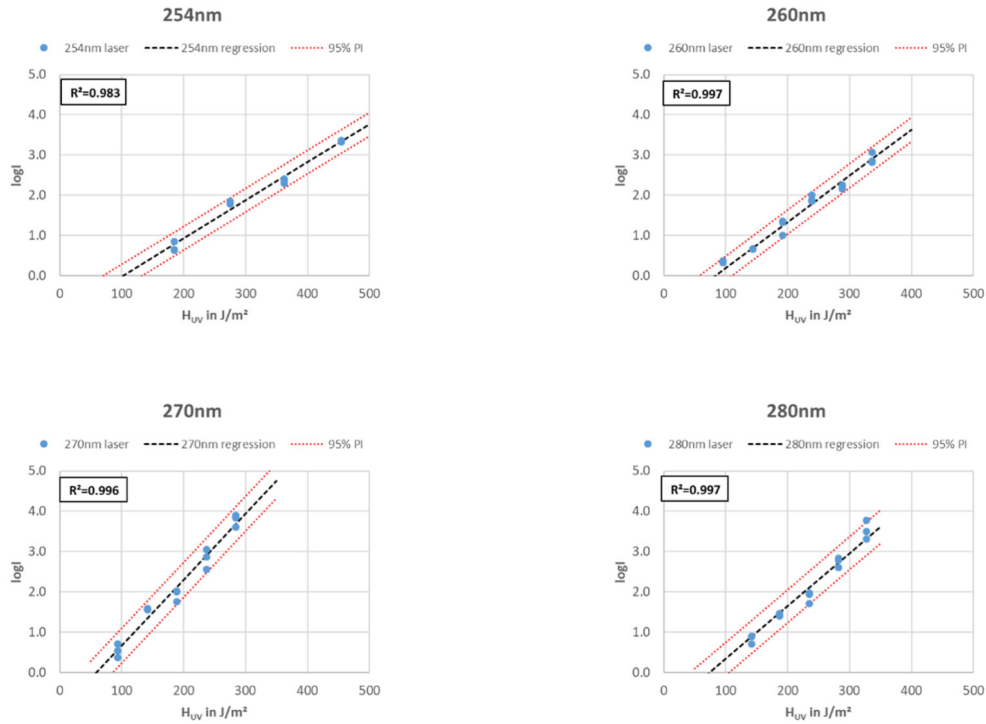 254nm
254nm laser 254nm regression 95% PI
R²=0.983
logI
5.0
4.0
3.0
2.0
1.0
0.0
0 100 200 300 400 500
H_UV in J/m²
260nm
260nm laser 260nm regression 95% PI
R²=0.997
logI
5.0
4.0
3.0
2.0
1.0
0.0
0 100 200 300 400 500
H_UV in J/m²
270nm
270nm laser 270nm regression 95% PI
R²=0.996
logI
5.0
4.0
3.0
2.0
1.0
0.0
0 100 200 300 400 500
H_UV in J/m²
280nm
280nm laser 280nm regression 95% PI
R²=0.997
logI
5.0
4.0
3.0
2.0
1.0
0.0
0 100 200 300 400 500
H_UV in J/m²